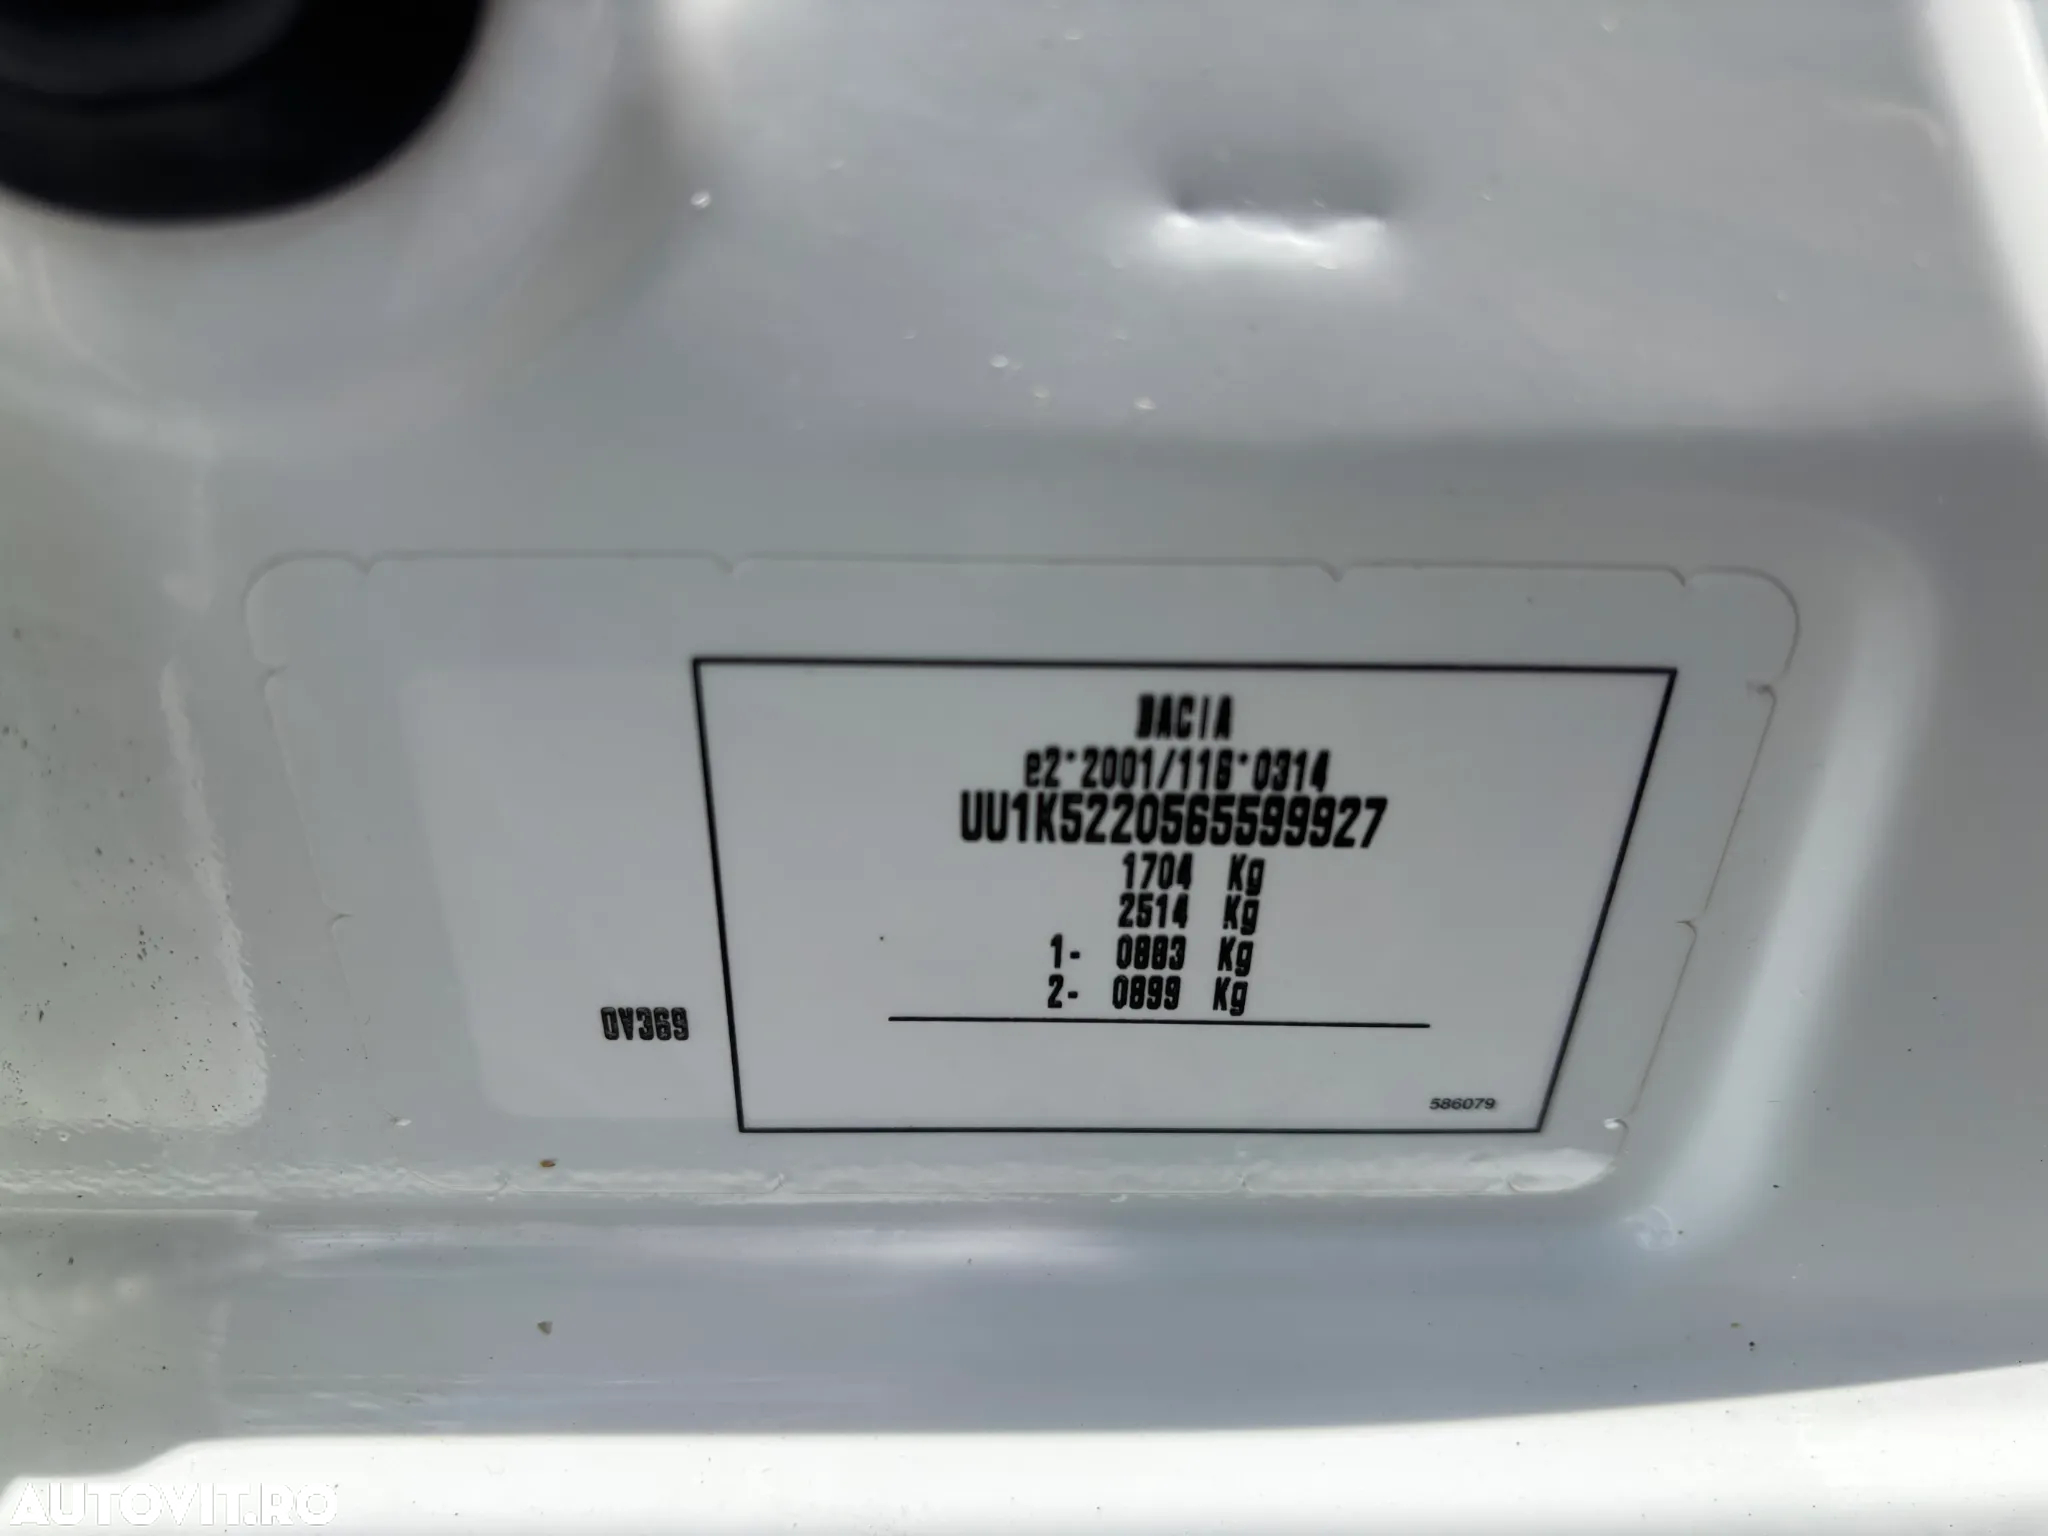 DACIA
e2*2001/116*0314
UU1K5220565599927
1704 Kg
2514 Kg
1- 0883 Kg
2- 0899 Kg
OV369
586079
AUTOVIT.RO